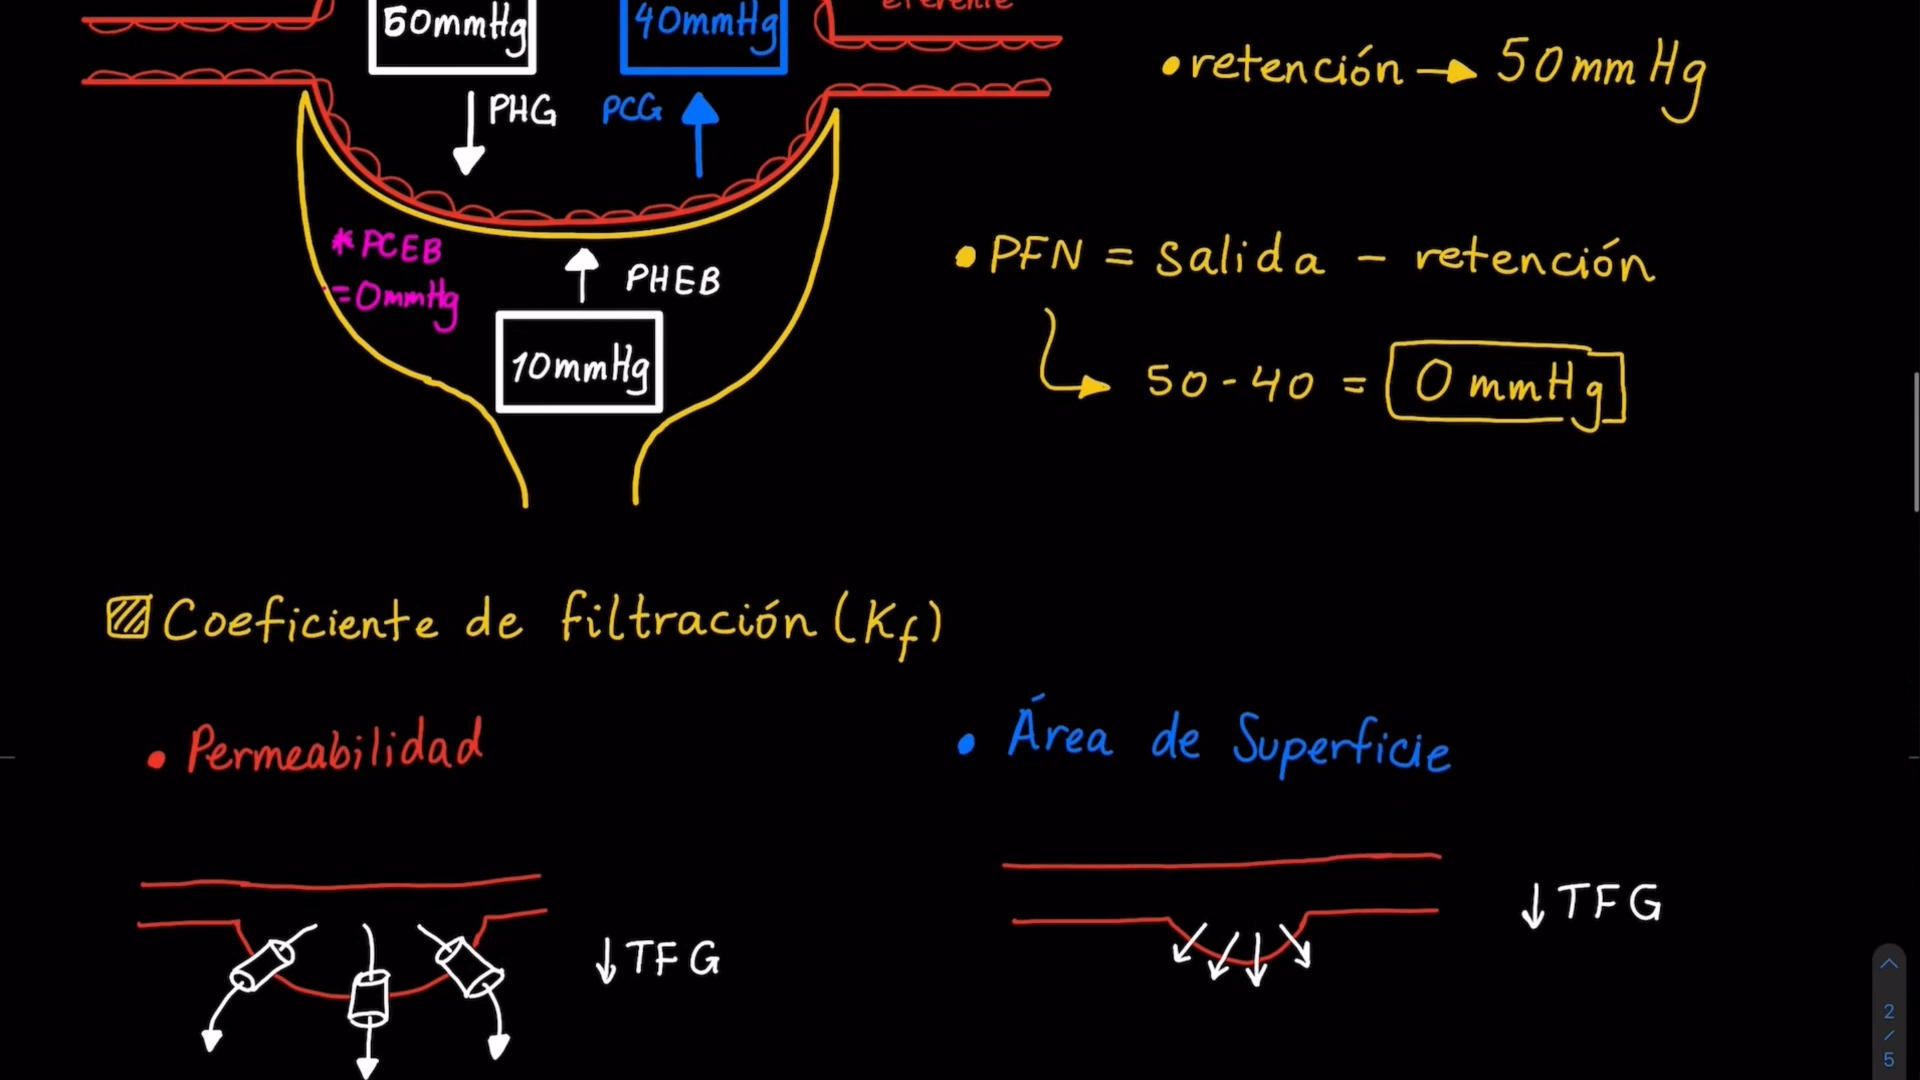 50mmHg
40mmHg
eferente
• retención → 50 mm Hg
PHG
PCG
* PCEB
= 0mmHg
PHEB
10mmHg
• PFN = salida - retención
50 - 40 = 0 mmHg
Coeficiente de filtración (Kf)
• Permeabilidad
• Área de Superficie
↓ TFG
↓ TFG
2
/
5